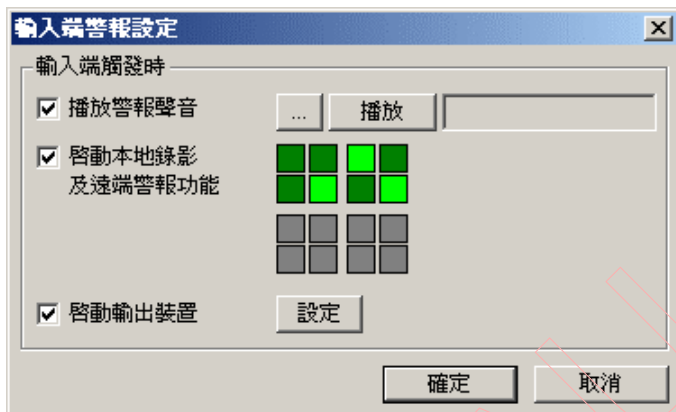 輸入端警報設定
輸入端觸發時
播放警報聲音
...
播放
啓動本地錄影
及遠端警報功能
啓動輸出裝置
設定
確定
取消